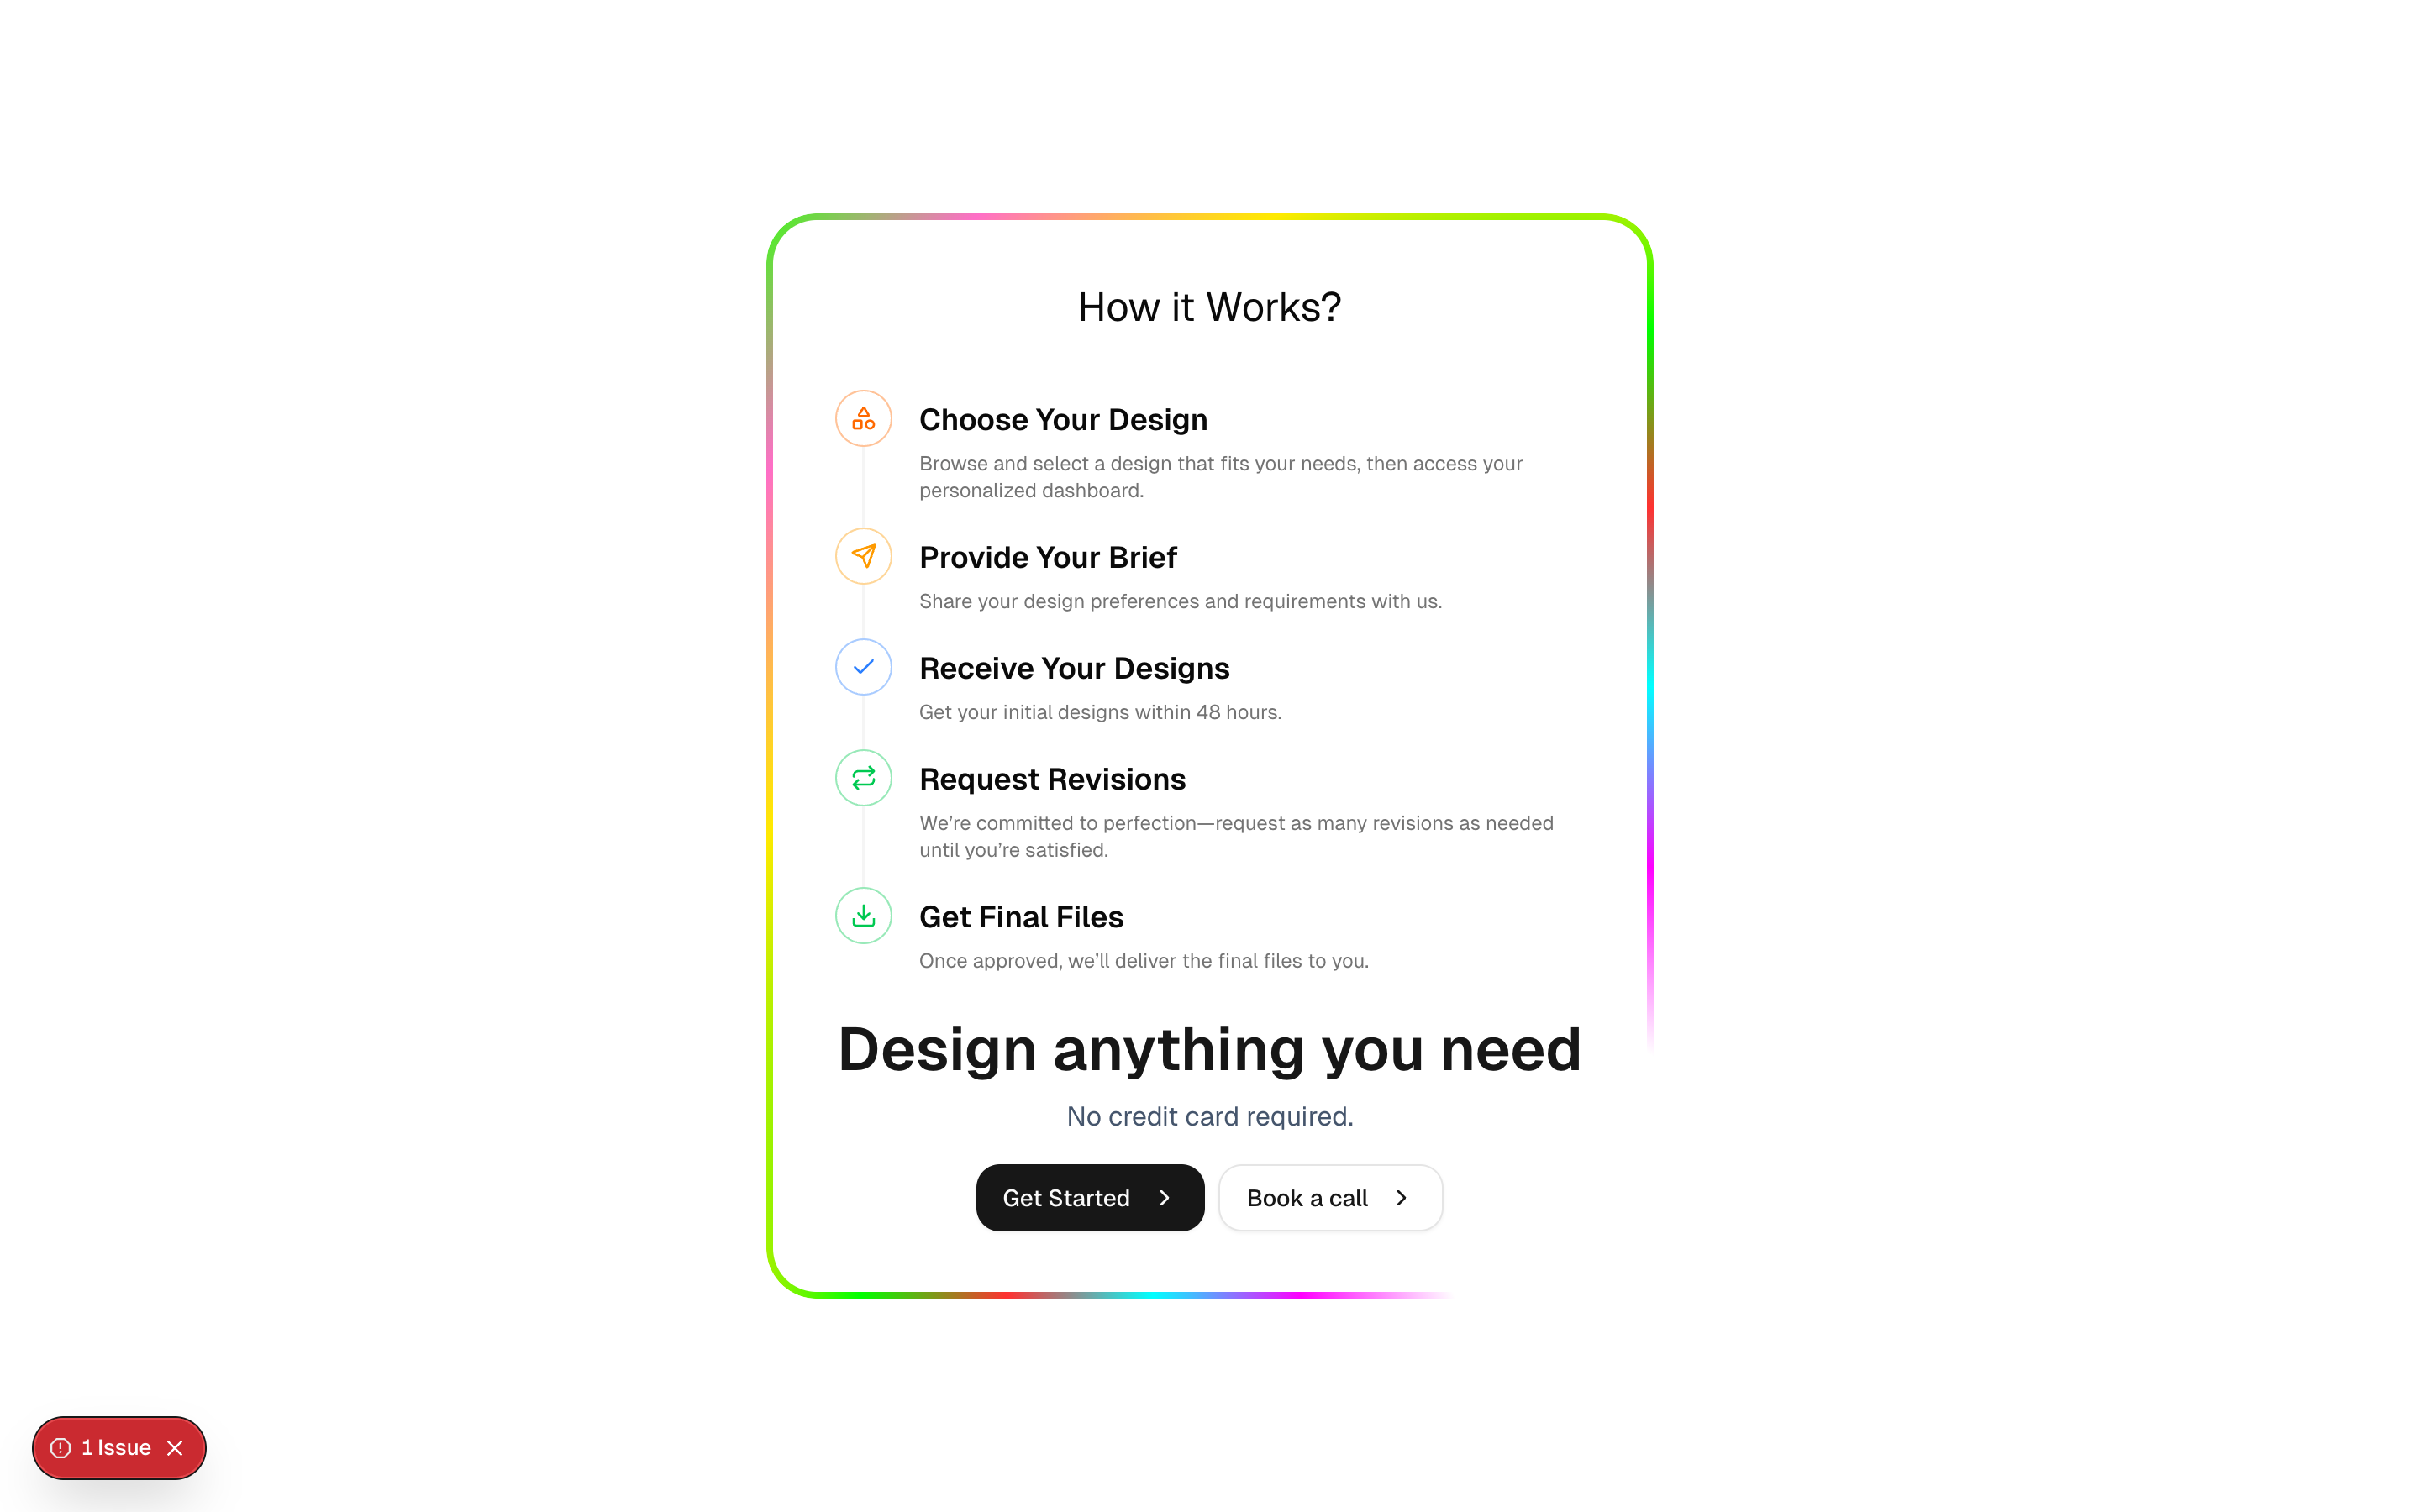 How it Works?
Choose Your Design
Browse and select a design that fits your needs, then access your
personalized dashboard.
Provide Your Brief
Share your design preferences and requirements with us.
Receive Your Designs
Get your initial designs within 48 hours.
Request Revisions
We’re committed to perfection—request as many revisions as needed
until you’re satisfied.
Get Final Files
Once approved, we’ll deliver the final files to you.
Design anything you need
No credit card required.
Get Started
Book a call
1 Issue